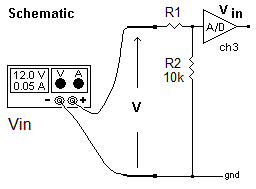 Schematic
R1
V in
A/D
ch3
12.0 V
0.05 A
V A
R2
10k
V
- +
Vin
gnd